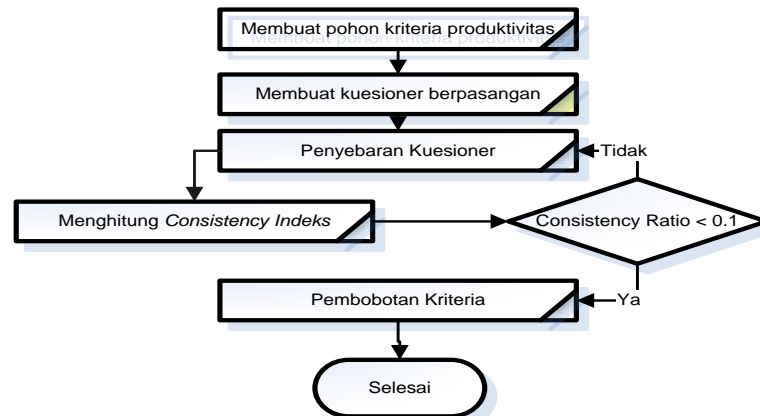 Membuat pohon kriteria produktivitas
Membuat kuesioner berpasangan
Penyebaran Kuesioner
Tidak
Menghitung Consistency Indeks
Consistency Ratio < 0.1
Pembobotan Kriteria
Ya
Selesai